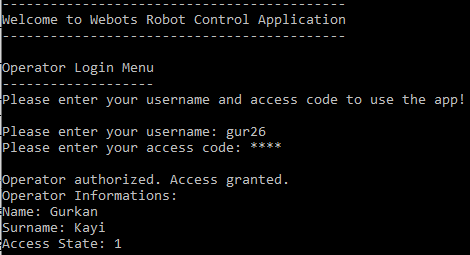 ----------------------------------------
Welcome to Webots Robot Control Application
----------------------------------------
Operator Login Menu
-------------------
Please enter your username and access code to use the app!
Please enter your username: gur26
Please enter your access code: ****
Operator authorized. Access granted.
Operator Informations:
Name: Gurkan
Surname: Kayi
Access State: 1